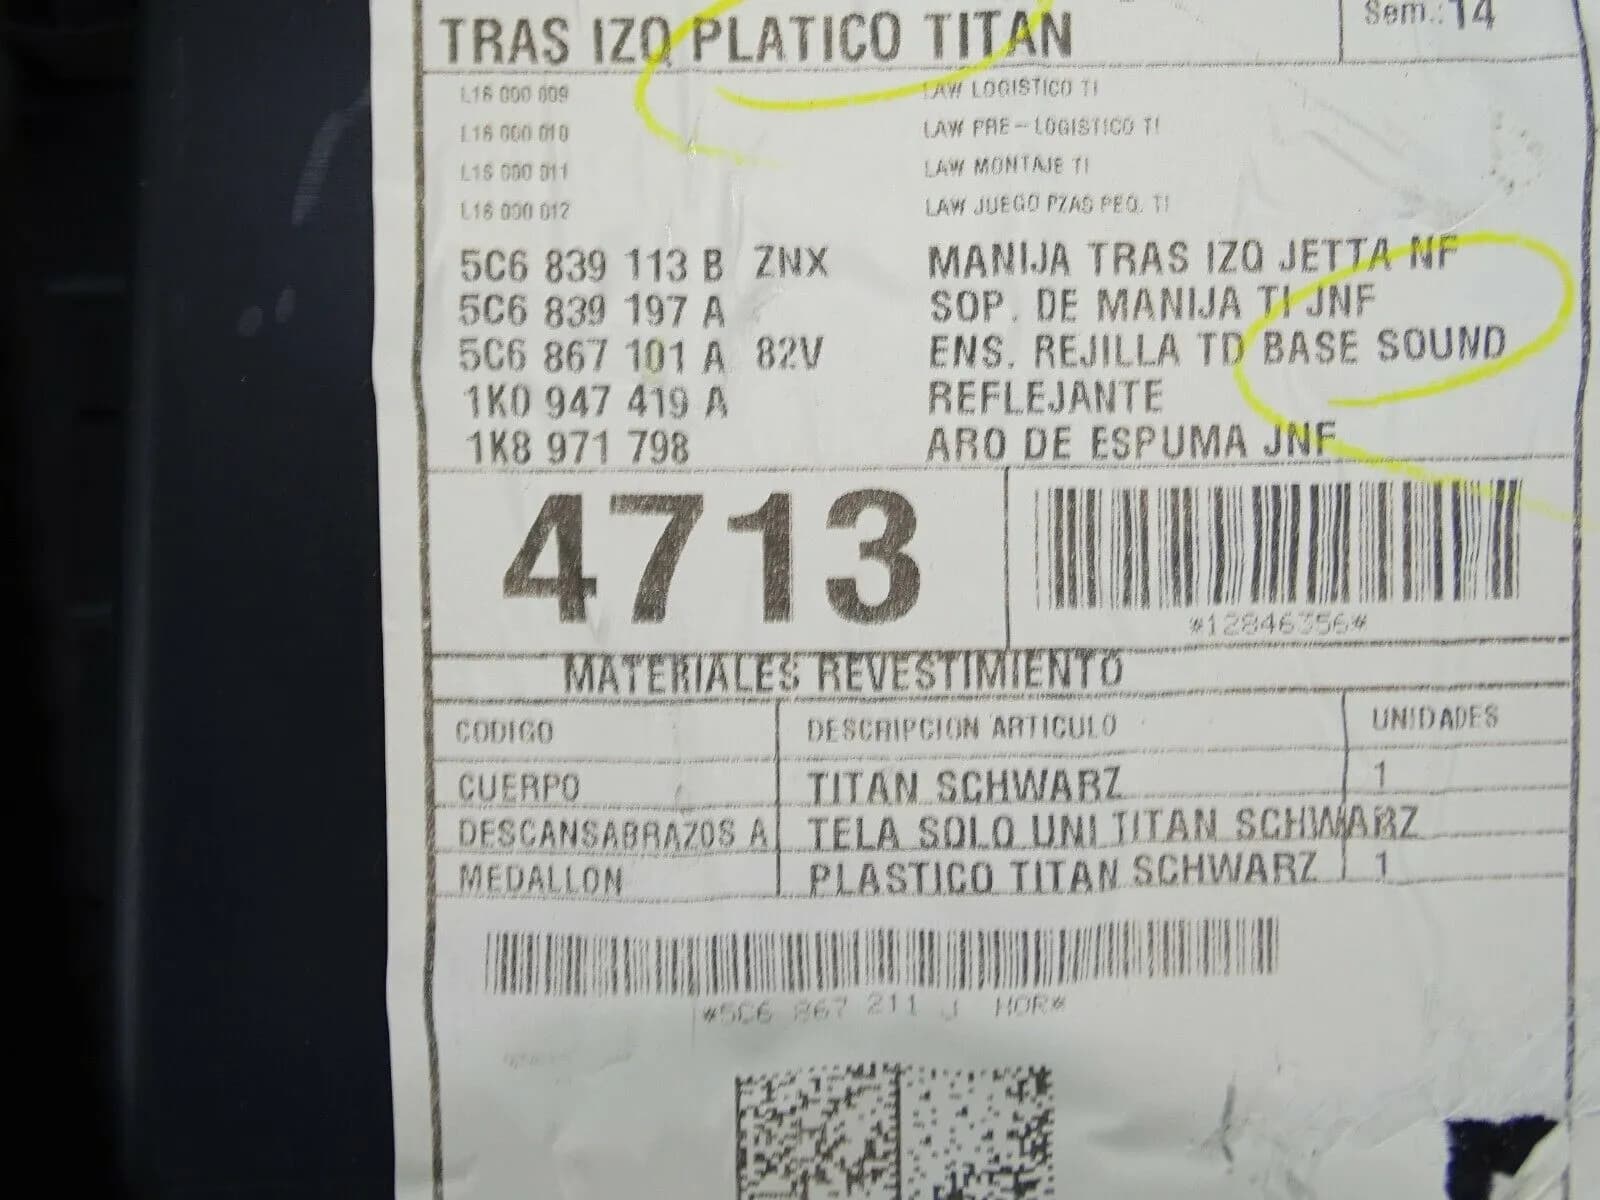 TRAS IZQ PLATICO TITAN
Sem.: 14
L16 000 009 LAW LOGISTICO TI
L16 000 010 LAW PRE-LOGISTICO TI
L16 000 011 LAW MONTAJE TI
L16 000 012 LAW JUEGO PZAS PEQ. TI
5C6 839 113 B ZNX MANIJA TRAS IZQ JETTA NF
5C6 839 197 A SOP. DE MANIJA TI JNF
5C6 867 101 A 82V ENS. REJILLA TD BASE SOUND
1K0 947 419 A REFLEJANTE
1K8 971 798 ARO DE ESPUMA JNF
4713
*12846356*
MATERIALES REVESTIMIENTO
CODIGO DESCRIPCION ARTICULO UNIDADES
CUERPO TITAN SCHWARZ 1
DESCANSABRAZOS A TELA SOLO UNI TITAN SCHWARZ
MEDALLON PLASTICO TITAN SCHWARZ 1
*5C6 867 211 J HOR*